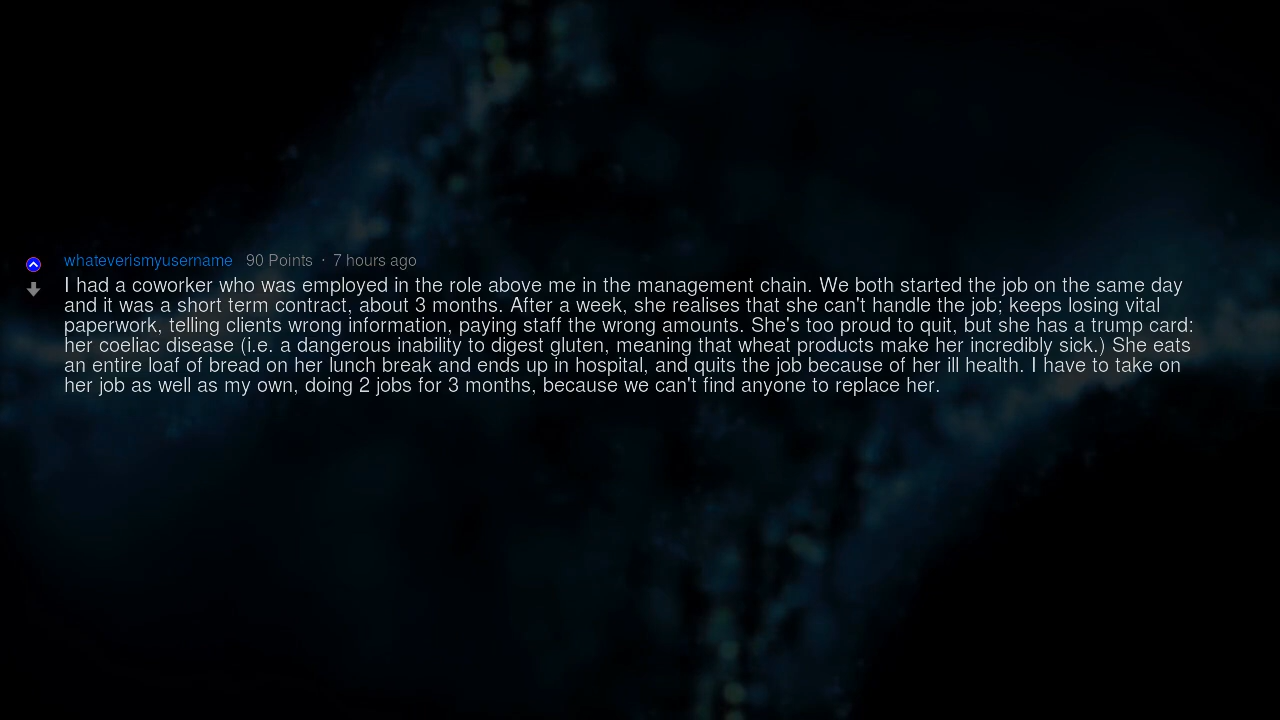 whateverismyusername 90 Points · 7 hours ago
I had a coworker who was employed in the role above me in the management chain. We both started the job on the same day
and it was a short term contract, about 3 months. After a week, she realises that she can't handle the job; keeps losing vital
paperwork, telling clients wrong information, paying staff the wrong amounts. She's too proud to quit, but she has a trump card:
her coeliac disease (i.e. a dangerous inability to digest gluten, meaning that wheat products make her incredibly sick.) She eats
an entire loaf of bread on her lunch break and ends up in hospital, and quits the job because of her ill health. I have to take on
her job as well as my own, doing 2 jobs for 3 months, because we can't find anyone to replace her.